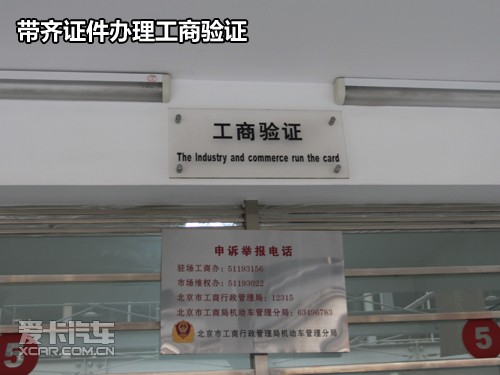 带齐证件办理工商验证
工商验证
The Industry and commerce run the card
申诉举报电话
驻场工商办：51193156
市场维权办：51193022
北京市工商行政管理局：12315
北京市工商局机动车管理分局：63496783
北京市工商行政管理局机动车管理分局
5
5
爱卡汽车
XCAR.COM.CN